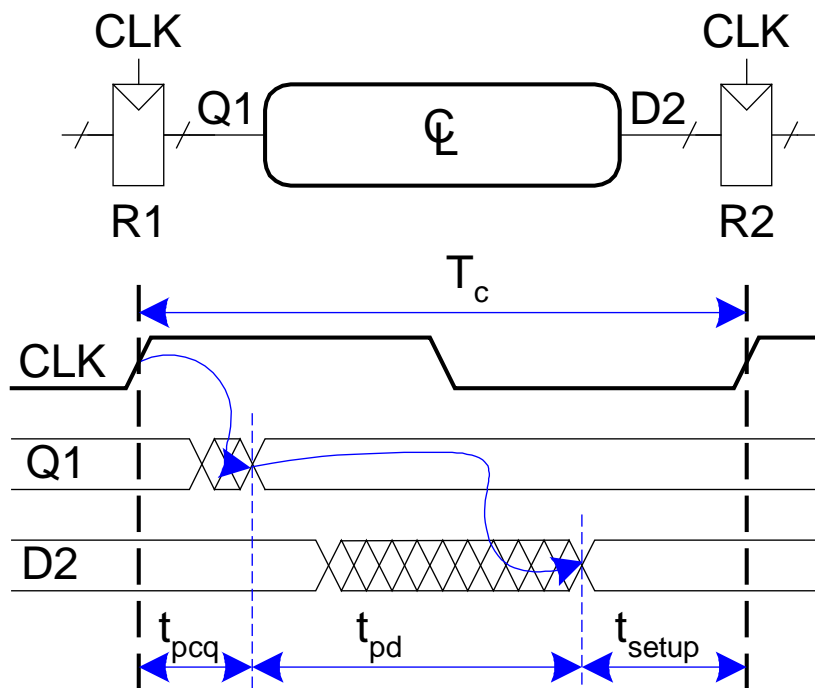 CLK CLK
Q1 CL D2
R1 R2
Tc
CLK
Q1
D2
tpcq tpd tsetup